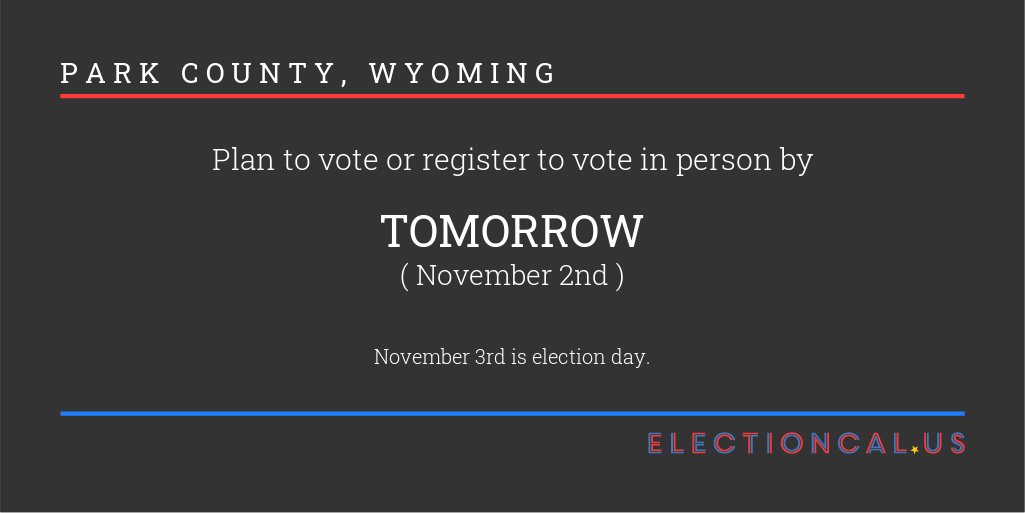 PARK COUNTY, WYOMING
Plan to vote or register to vote in person by
TOMORROW
( November 2nd )
November 3rd is election day.
ELECTIONCAL.US